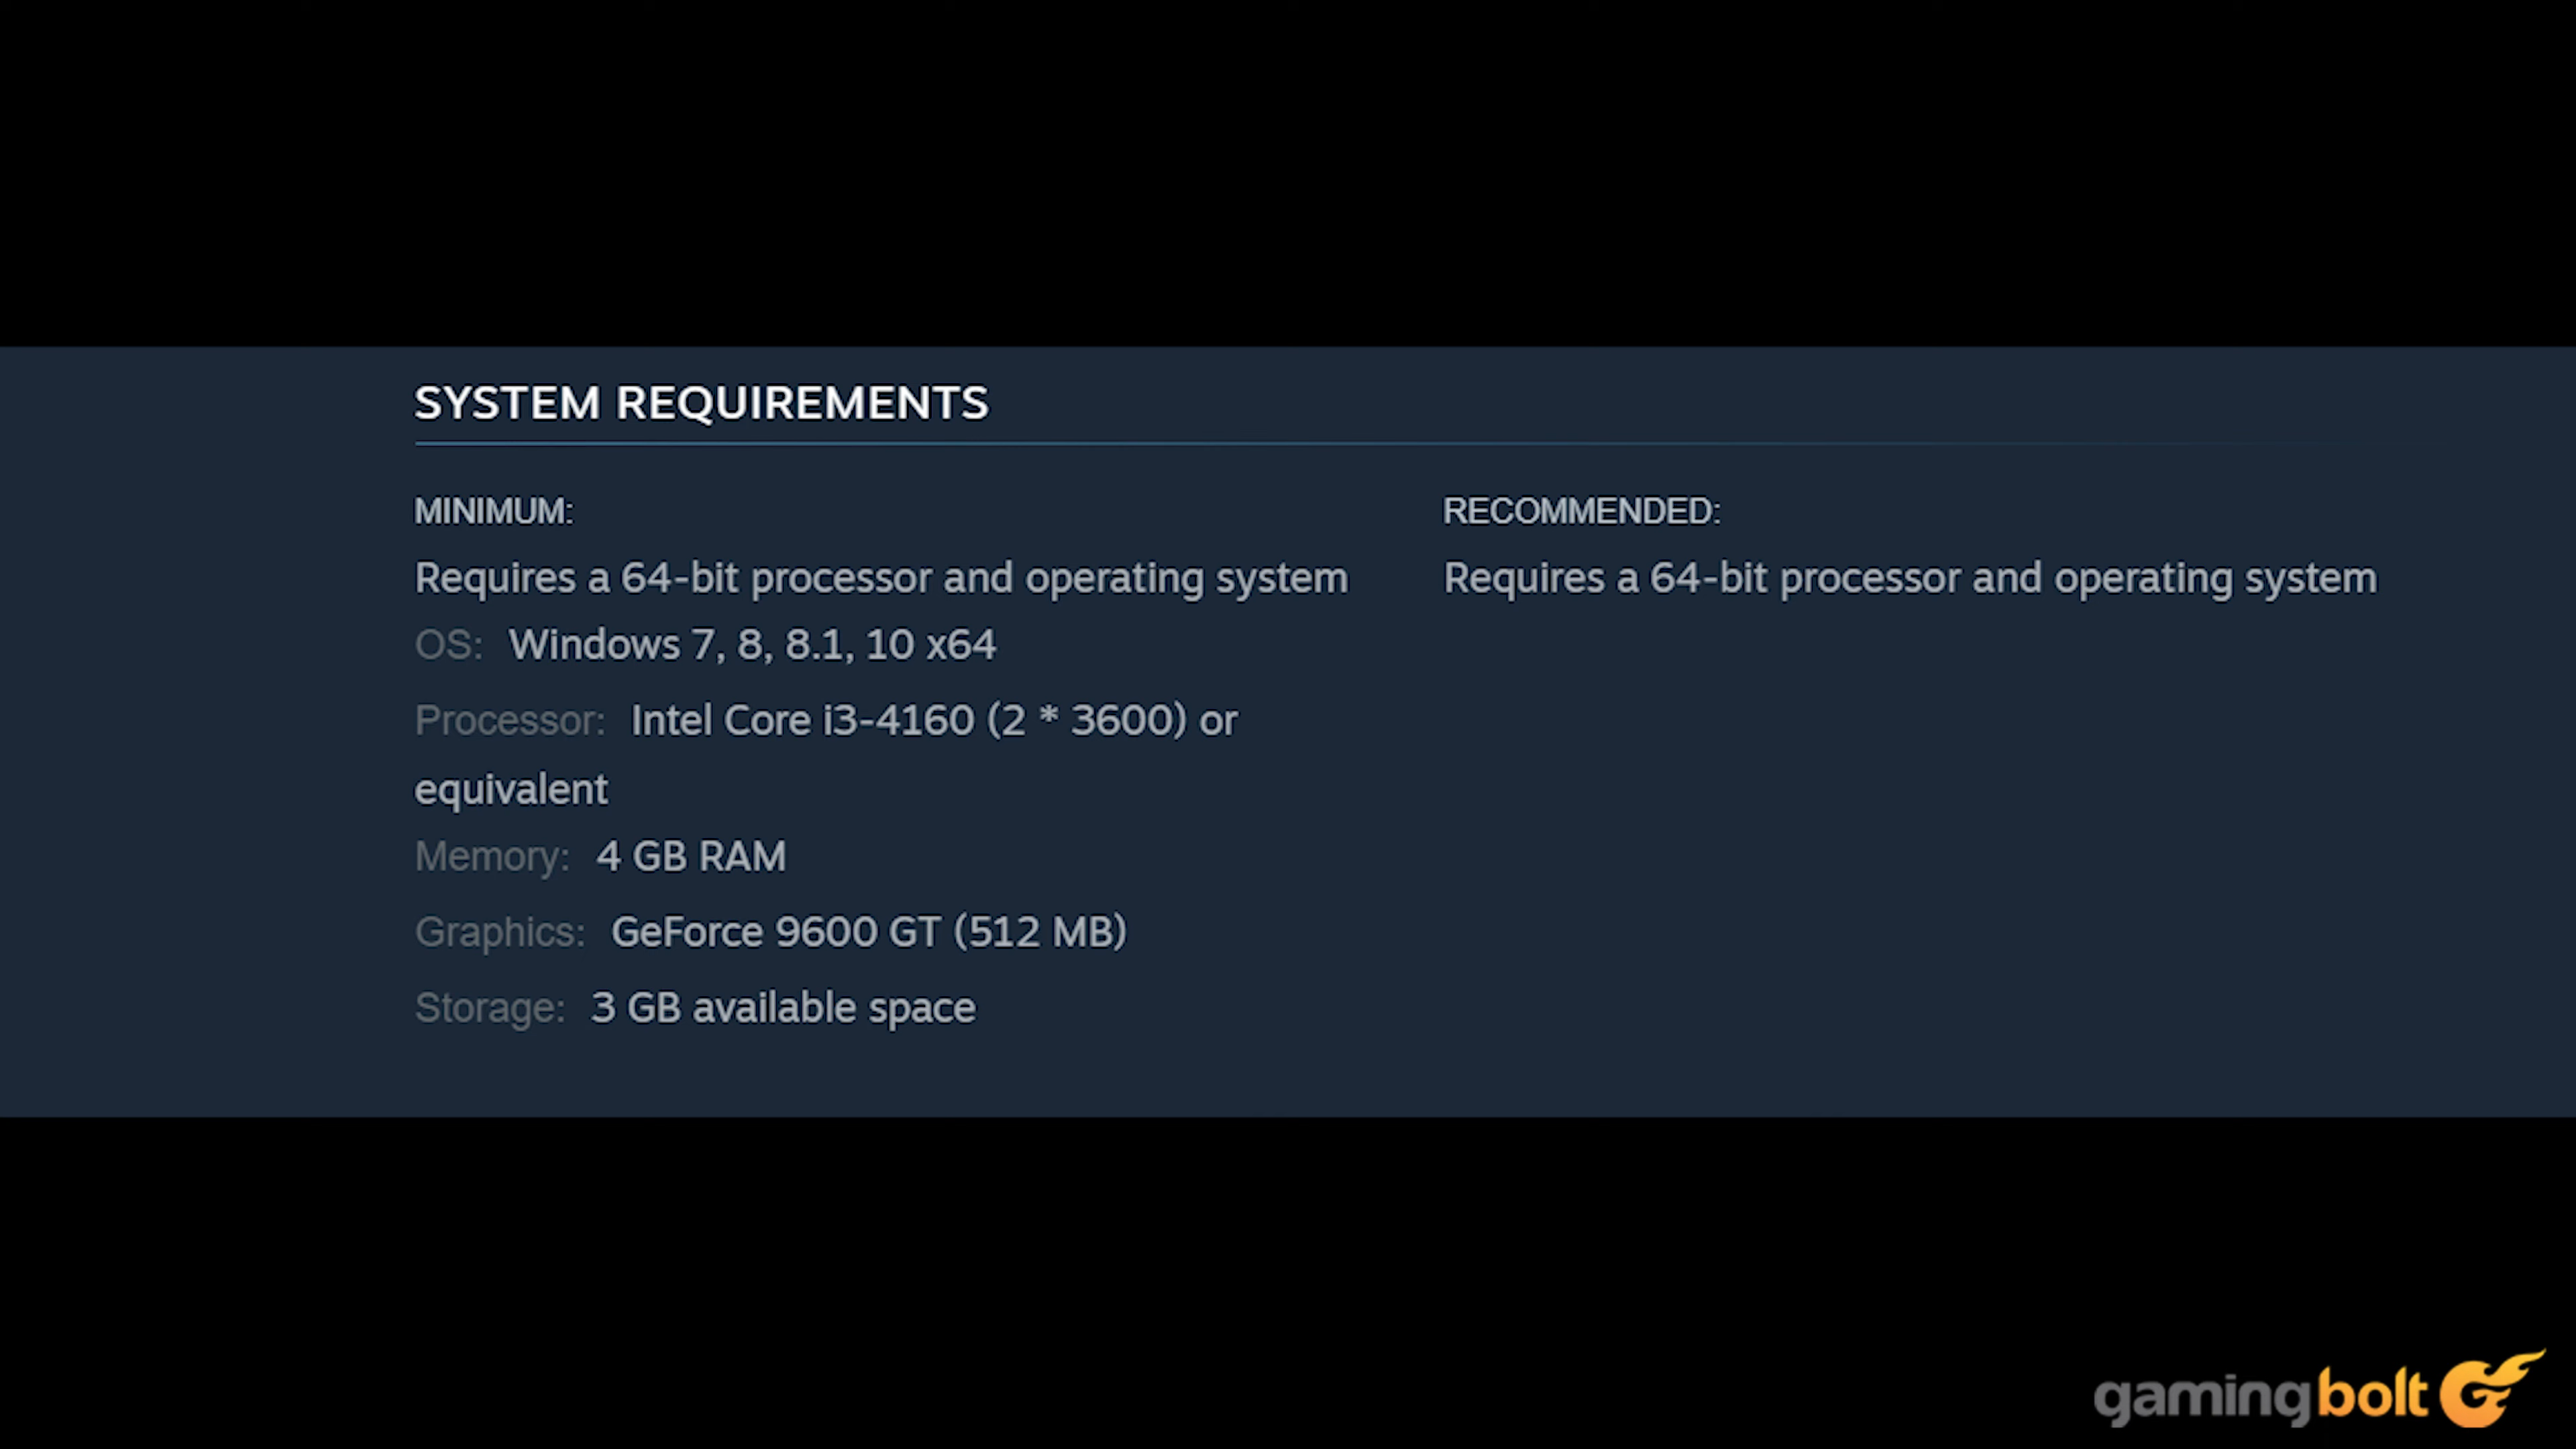 SYSTEM REQUIREMENTS
MINIMUM:
Requires a 64-bit processor and operating system
OS: Windows 7, 8, 8.1, 10 x64
Processor: Intel Core i3-4160 (2 * 3600) or
equivalent
Memory: 4 GB RAM
Graphics: GeForce 9600 GT (512 MB)
Storage: 3 GB available space
RECOMMENDED:
Requires a 64-bit processor and operating system
gamingbolt